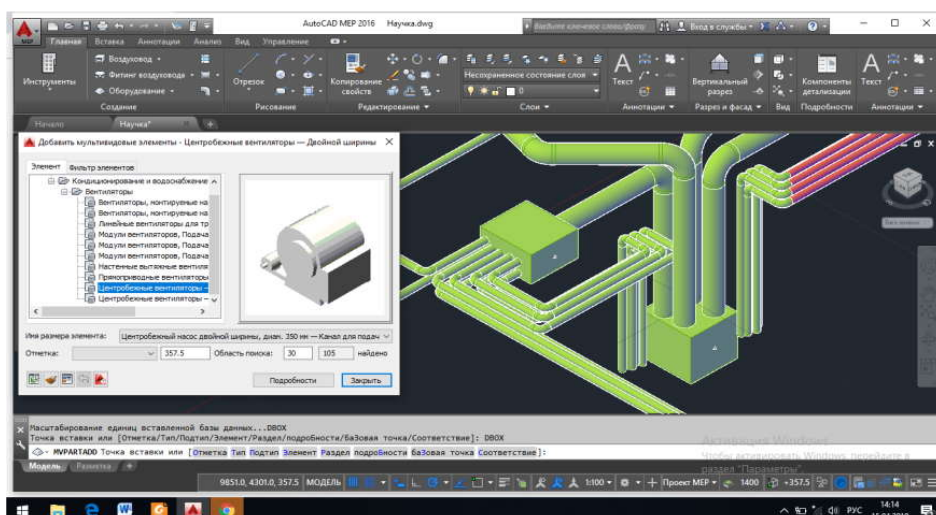 AutoCAD MEP 2016 Научка.dwg
Введите ключевое слово/фразу
Вход в службы
Главная Вставка Аннотации Анализ Вид Управление
Воздуховод
Фитинг воздуховода
Оборудование
Инструменты
Отрезок
Копирование свойств
Несохраненное состояние слоя
0
Текст
Вертикальный разрез
Компоненты детализации
Создание Рисование Редактирование Слои Аннотации Разрез и фасад Вид Подробности Аннотации
Начало Научка*
Добавить мультивидовые элементы - Центробежные вентиляторы — Двойной ширины
Элемент Фильтр элементов
Кондиционирование и водоснабжение
Вентиляторы
Вентиляторы, монтируемые на
Вентиляторы, монтируемые на
Линейные вентиляторы для тр
Модули вентиляторов, Подача
Модули вентиляторов, Подача
Модули вентиляторов, Подача
Настенные вытяжные вентиля
Прямоприводные вентиляторы
Центробежные вентиляторы –
Центробежные вентиляторы –
Имя размера элемента: Центробежный насос двойной ширины, диам. 350 мм — Канал для подач
Отметка: 357.5 Область поиска: 30 105 найдено
Подробности Закрыть
Масштабирование единиц вставленной базы данных...DBOX
Точка вставки или [Отметка/Тип/Подтип/Элемент/Раздел/подробности/баЗовая точка/Соответствие]: DBOX
MVPARTADD Точка вставки или [Отметка Тип Подтип Элемент Раздел подробности баЗовая точка Соответствие]:
Активация Windows
Чтобы активировать Windows, перейдите в
раздел "Параметры".
Модель Разметка
9851.0, 4301.0, 357.5 МОДЕЛЬ 1:100 Проект MEP 1400 +357.5
РУС 14:14